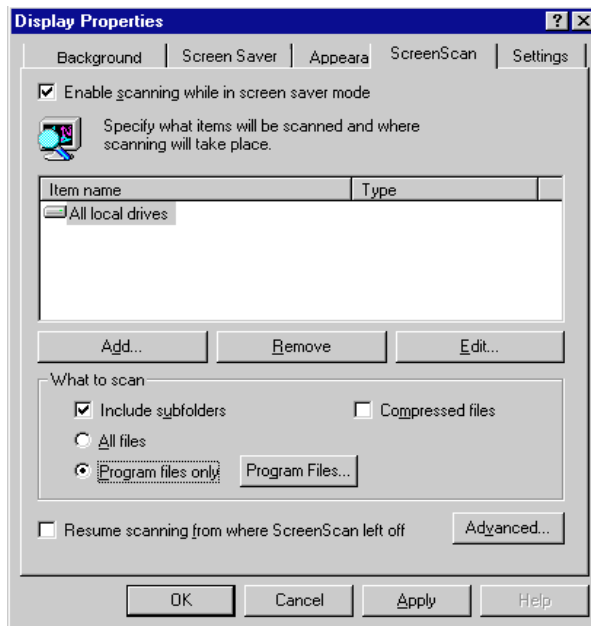 Display Properties
Background Screen Saver Appeara ScreenScan Settings
Enable scanning while in screen saver mode
Specify what items will be scanned and where
scanning will take place.
Item name Type
All local drives
Add... Remove Edit...
What to scan
Include subfolders Compressed files
All files
Program files only Program Files...
Resume scanning from where ScreenScan left off Advanced...
OK Cancel Apply Help